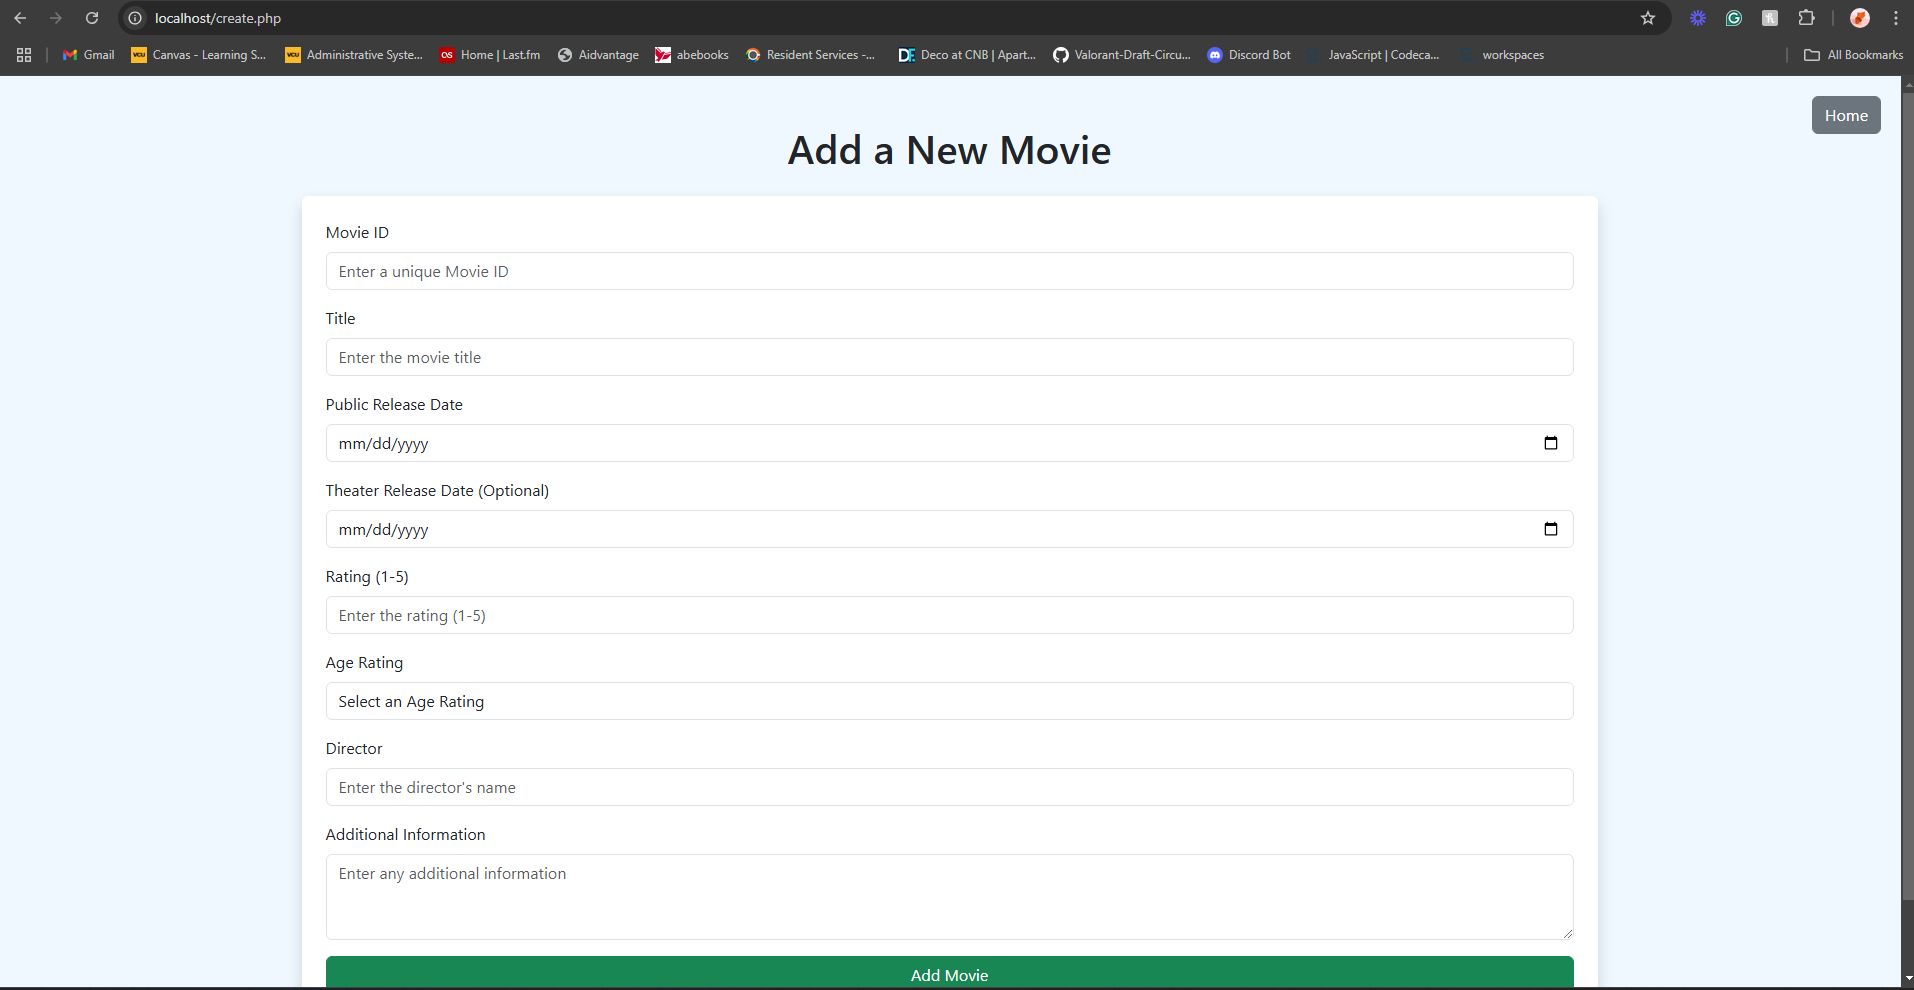 localhost/create.php
Gmail
VCU Canvas - Learning S...
VCU Administrative Syste...
os Home | Last.fm
Aidvantage
abebooks
Resident Services -...
DE Deco at CNB | Apart...
Valorant-Draft-Circu...
Discord Bot
JavaScript | Codeca...
workspaces
All Bookmarks
Home
Add a New Movie
Movie ID
Enter a unique Movie ID
Title
Enter the movie title
Public Release Date
mm/dd/yyyy
Theater Release Date (Optional)
mm/dd/yyyy
Rating (1-5)
Enter the rating (1-5)
Age Rating
Select an Age Rating
Director
Enter the director's name
Additional Information
Enter any additional information
Add Movie